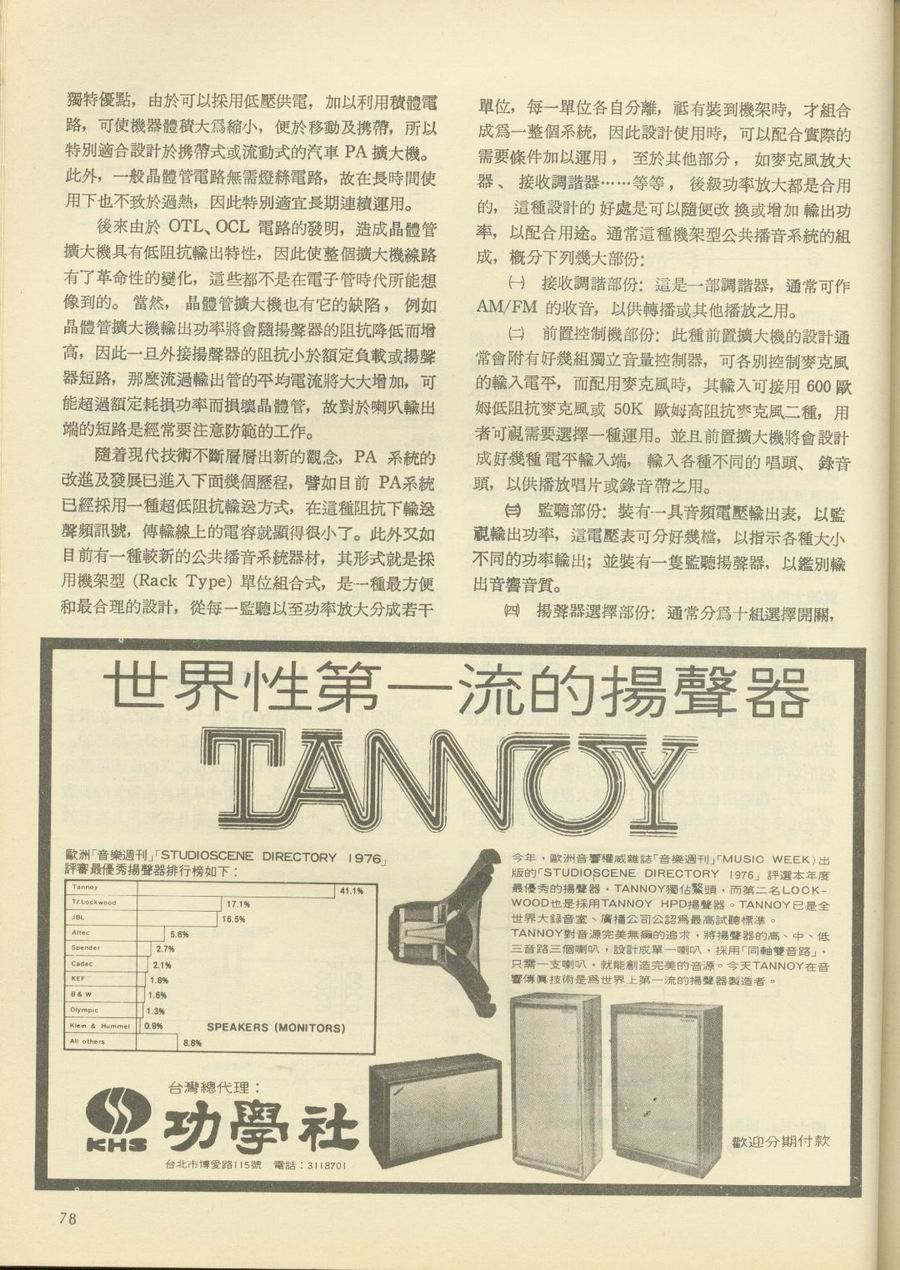 獨特優點，由於可以採用低壓供電，加以利用積體電
路，可使機器體積大爲縮小，便於移動及携帶，所以
特別適合設計於携帶式或流動式的汽車 PA 擴大機。
此外，一般晶體管電路無需燈絲電路，故在長時間使
用下也不致於過熱，因此特別適宜長期連續運用。
後來由於 OTL、OCL 電路的發明，造成晶體管
擴大機具有低阻抗輸出特性，因此使整個擴大機線路
有了革命性的變化，這些都不是在電子管時代所能想
像到的。當然，晶體管擴大機也有它的缺陷，例如
晶體管擴大機輸出功率將會隨揚聲器的阻抗降低而增
高，因此一旦外接揚聲器的阻抗小於額定負載或揚聲
器短路，那麼流過輸出管的平均電流將大大增加，可
能超過額定耗損功率而損壞晶體管，故對於喇叭輸出
端的短路是經常要注意防範的工作。
隨着現代技術不斷層層出新的觀念，PA 系統的
改進及發展已進入下面幾個歷程，譬如目前 PA系統
已經採用一種超低阻抗輸送方式，在這種阻抗下輸送
聲頻訊號，傳輸線上的電容就顯得很小了。此外又如
目前有一種較新的公共播音系統器材，其形式就是採
用機架型 (Rack Type) 單位組合式，是一種最方便
和最合理的設計，從每一監聽以至功率放大分成若干
單位，每一單位各自分離，祇有裝到機架時，才組合
成爲一整個系統，因此設計使用時，可以配合實際的
需要條件加以運用，至於其他部分，如麥克風放大
器、接收調諧器……等等，後級功率放大都是合用
的，這種設計的好處是可以隨便改換或增加輸出功
率，以配合用途。通常這種機架型公共播音系統的組
成，概分下列幾大部份：
㈠ 接收調諧部份：這是一部調諧器，通常可作
AM/FM 的收音，以供轉播或其他播放之用。
㈡ 前置控制機部份：此種前置擴大機的設計通
常會附有好幾組獨立音量控制器，可各別控制麥克風
的輸入電平，而配用麥克風時，其輸入可接用 600 歐
姆低阻抗麥克風或 50K 歐姆高阻抗麥克風二種，用
者可視需要選擇一種運用。並且前置擴大機將會設計
成好幾種電平輸入端，輸入各種不同的唱頭、錄音
頭，以供播放唱片或錄音帶之用。
㈢ 監聽部份：裝有一具音頻電壓輸出表，以監
視輸出功率，這電壓表可分好幾檔，以指示各種大小
不同的功率輸出；並裝有一隻監聽揚聲器，以鑑別輸
出音響音質。
㈣ 揚聲器選擇部份：通常分爲十組選擇開關，
世界性第一流的揚聲器
TANNOY
歐洲「音樂週刊」「STUDIOSCENE DIRECTORY 1976」
評審最優秀揚聲器排行榜如下：
Tannoy 41.1%
T/Lockwood 17.1%
JBL 16.5%
Altec 5.6%
Spender 2.7%
Cadac 2.1%
KEF 1.8%
B & W 1.6%
Olympic 1.3%
Klein & Hummel 0.9%
SPEAKERS (MONITORS)
All others 8.8%
今年，歐洲音響權威雜誌「音樂週刊」「MUSIC WEEK」出
版的「STUDIOSCENE DIRECTORY 1976」評選本年度
最優秀的揚聲器，TANNOY獨佔鰲頭，而第二名LOCK-
WOOD也是採用TANNOY HPD揚聲器。TANNOY已是全
世界大録音室、廣播公司公認爲最高試聽標準。
TANNOY對音源完美無瘢的追求，將揚聲器的高、中、低
三音路三個喇叭，設計成單一喇叭，採用「同軸雙音路」，
只需一支喇叭，就能創造完美的音源。今天TANNOY在音
響傳眞技術是爲世界上第一流的揚聲器製造者。
台灣總代理：
KHS
功學社
台北市博愛路115號 電話：3118701
歡迎分期付款
78